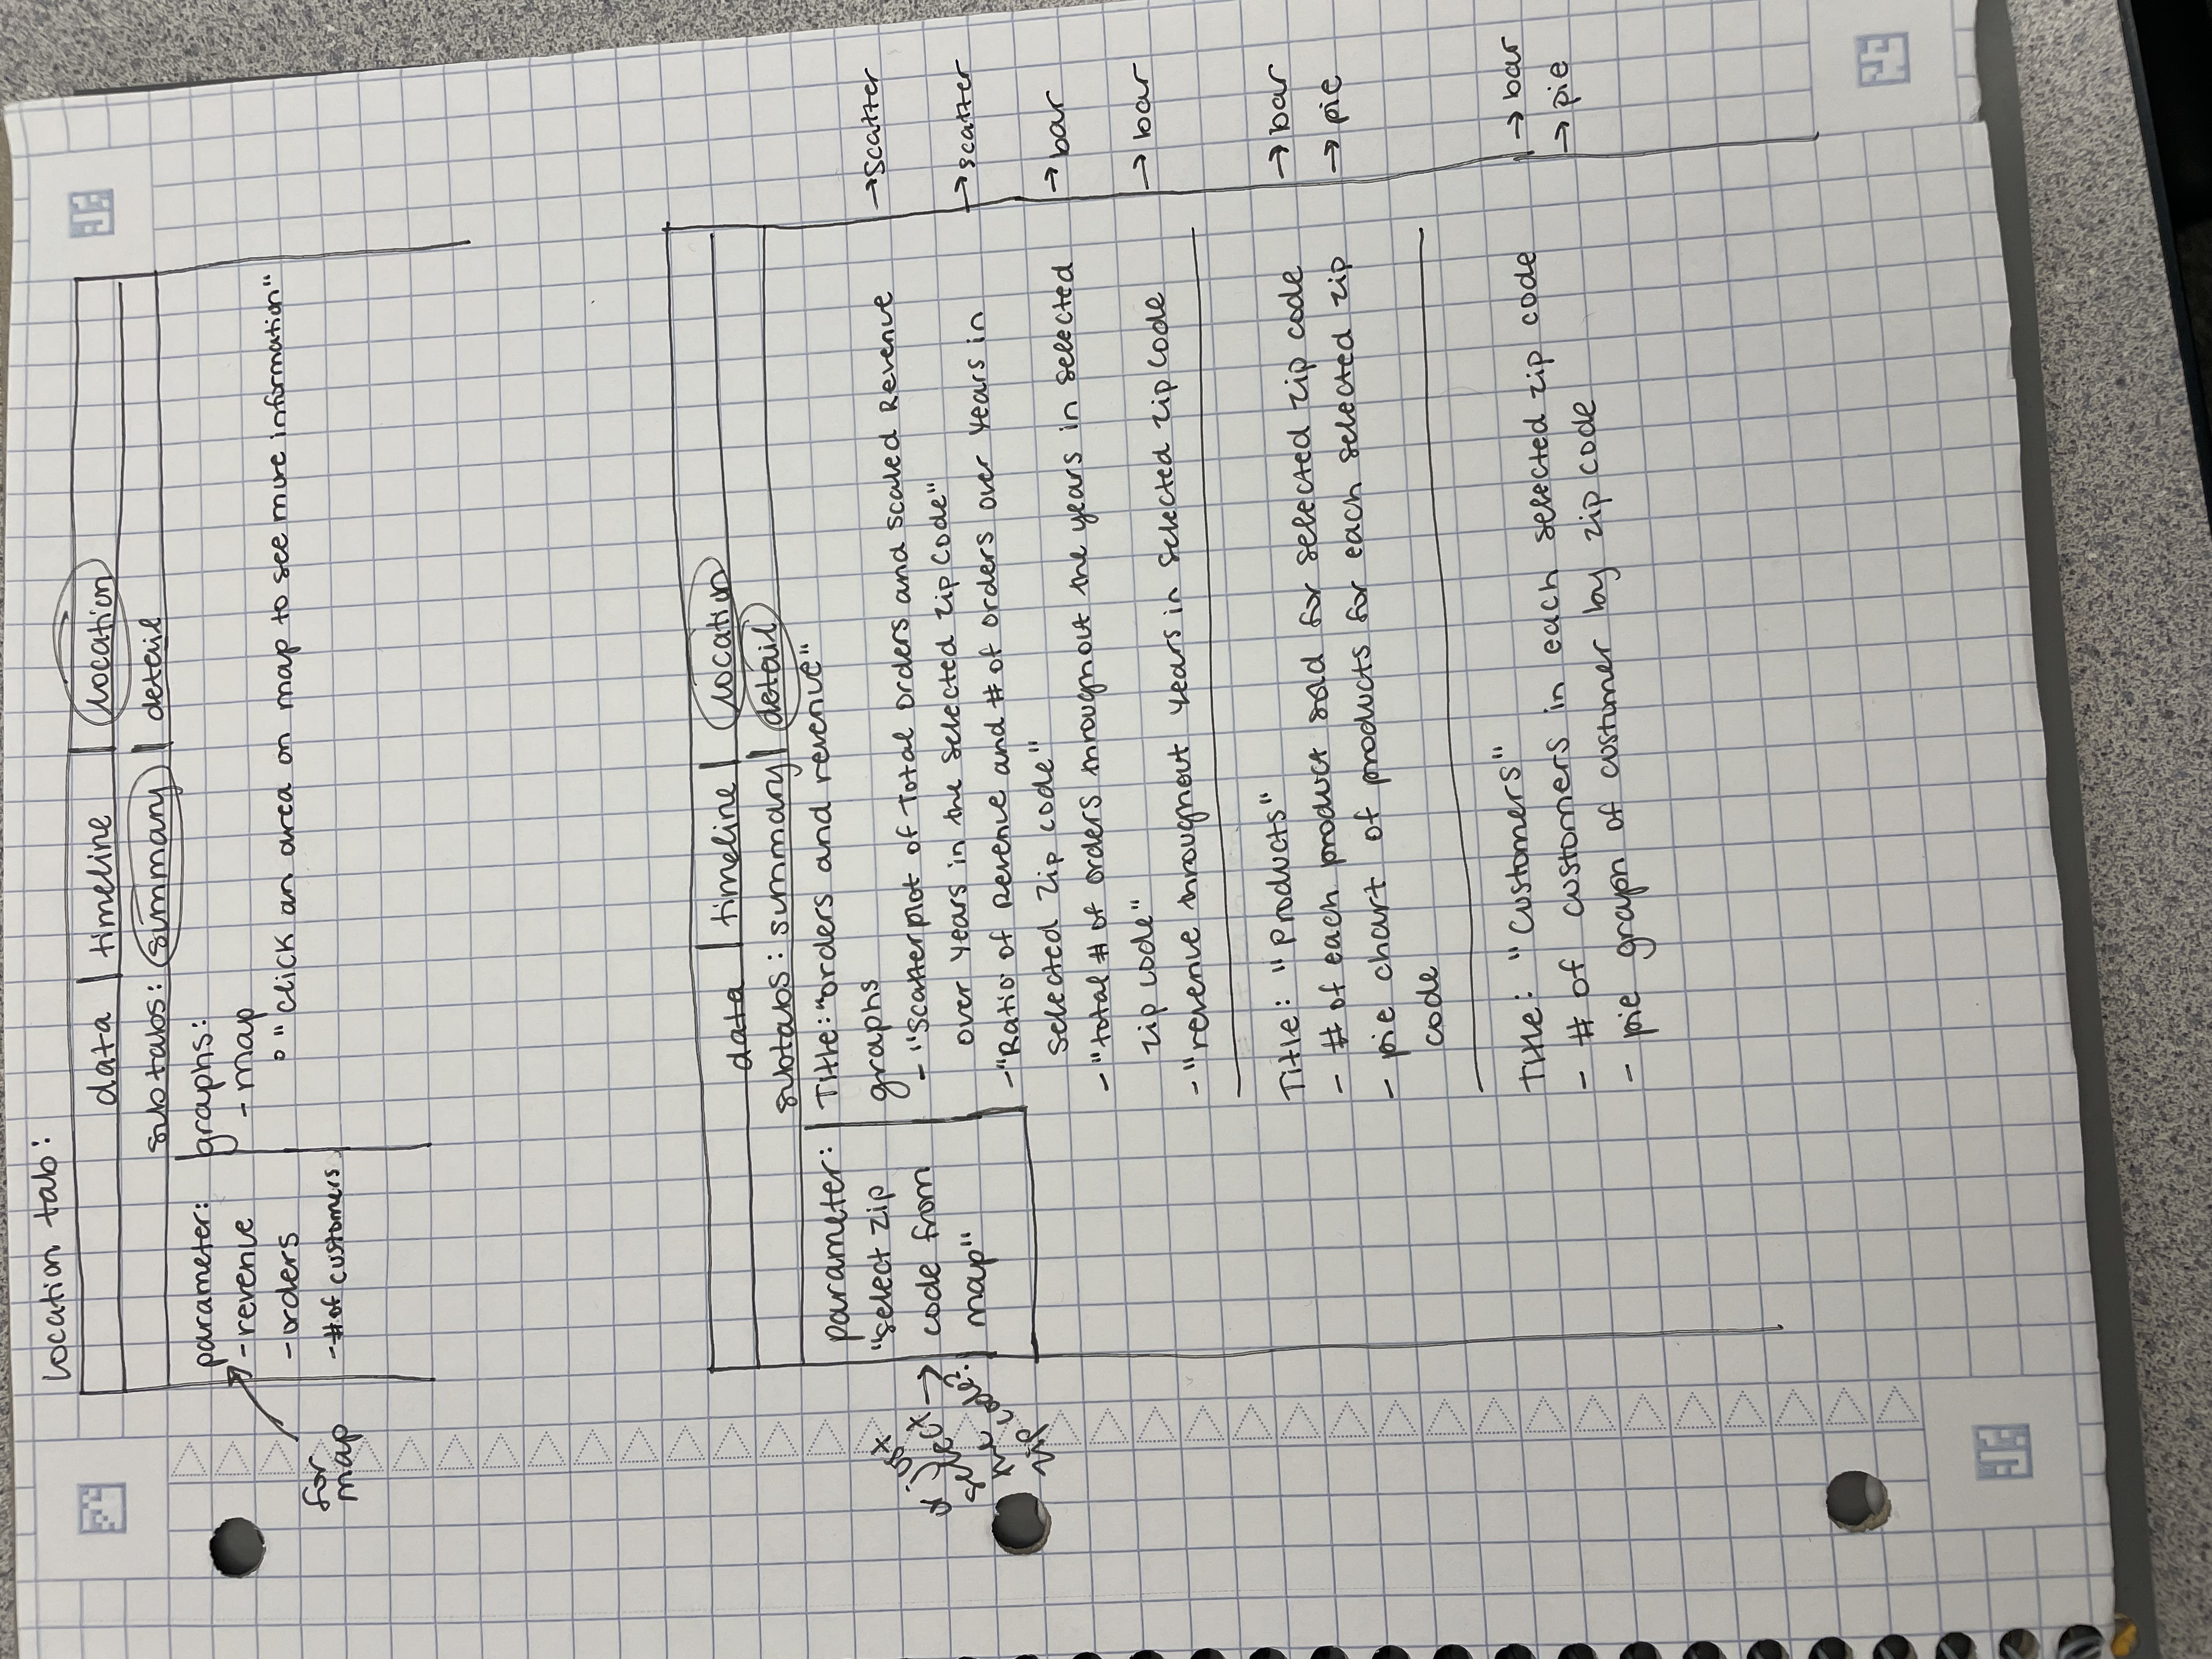 location tab:
data | timeline | location
subtabs: summary | detail
parameter:
- revenue
- orders
- # of customers
for
map
graphs:
- map
° "click an area on map to see more information"
data | timeline | location
subtabs: summary | detail
parameter:
"select zip
code from
map"
or just
select
the
zip code?
Title: "orders and revenue"
graphs
- "Scatterplot of Total Orders and Scaled Revenue
over Years in the Selected Zip Code"
- "Ratio of Revenue and # of orders over Years in
Selected Zip code"
- "total # of orders throughout the years in selected
zip code"
- "revenue throughout years in selected zip code
→ scatter
→ scatter
→ bar
→ bar
Title: "Products"
- # of each product sold for selected zip code
- pie chart of products for each selected zip
code
→ bar
→ pie
Title: "Customers"
- # of customers in each selected zip code
- pie graph of customer by zip code
→ bar
→ pie